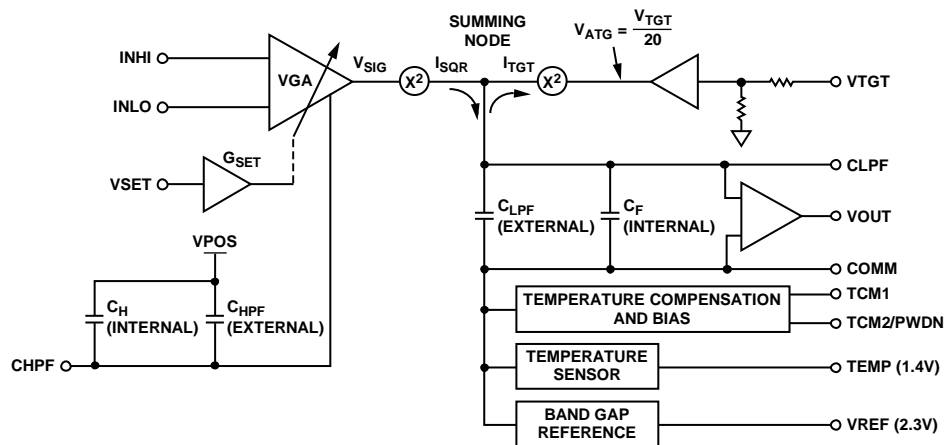 SUMMING
NODE
V_ATG = V_TGT
20
INHI
VGA
V_SIG
X²
I_SQR
I_TGT
X²
VTGT
INLO
G_SET
VSET
CLPF
C_LPF
(EXTERNAL)
C_F
(INTERNAL)
VOUT
VPOS
COMM
C_H
(INTERNAL)
C_HPF
(EXTERNAL)
TEMPERATURE COMPENSATION
AND BIAS
TCM1
TCM2/PWDN
CHPF
TEMPERATURE
SENSOR
TEMP (1.4V)
BAND GAP
REFERENCE
VREF (2.3V)